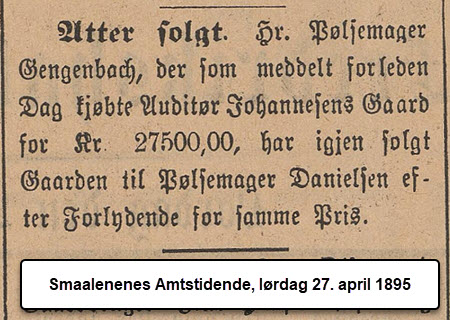 Atter solgt. Hr. Pølsemager
Gengenbach, der som meddelt forleden
Dag kjøbte Auditør Johannesens Gaard
for Kr. 27500,00, har igjen solgt
Gaarden til Pølsemager Danielsen ef-
ter Forlydende for samme Pris.
Smaalenenes Amtstidende, lørdag 27. april 1895